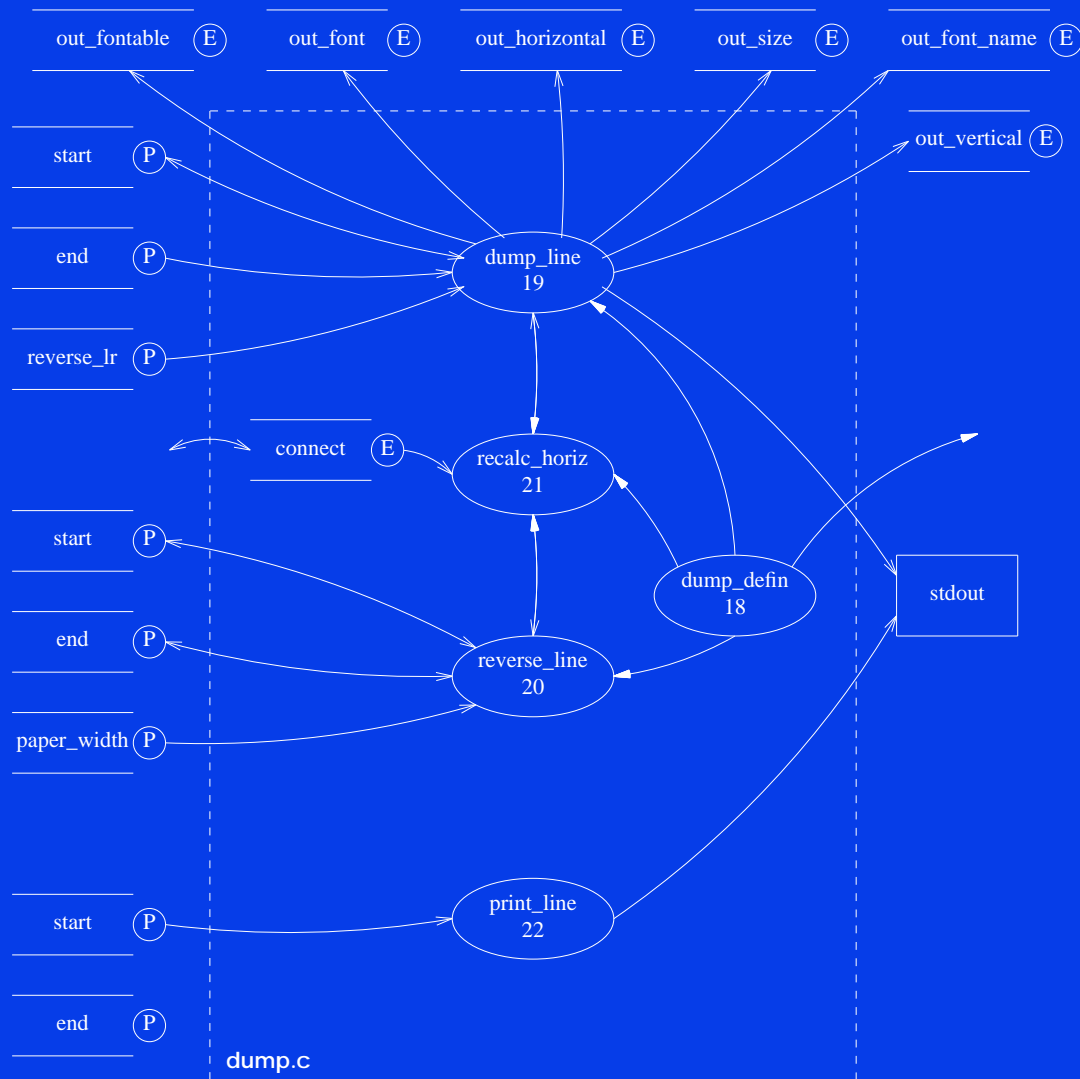 out_fontable E
out_font E
out_horizontal E
out_size E
out_font_name E
start P
out_vertical E
end P
dump_line
19
reverse_lr P
connect E
recalc_horiz
21
start P
dump_defin
18
stdout
end P
reverse_line
20
paper_width P
start P
print_line
22
end P
dump.c